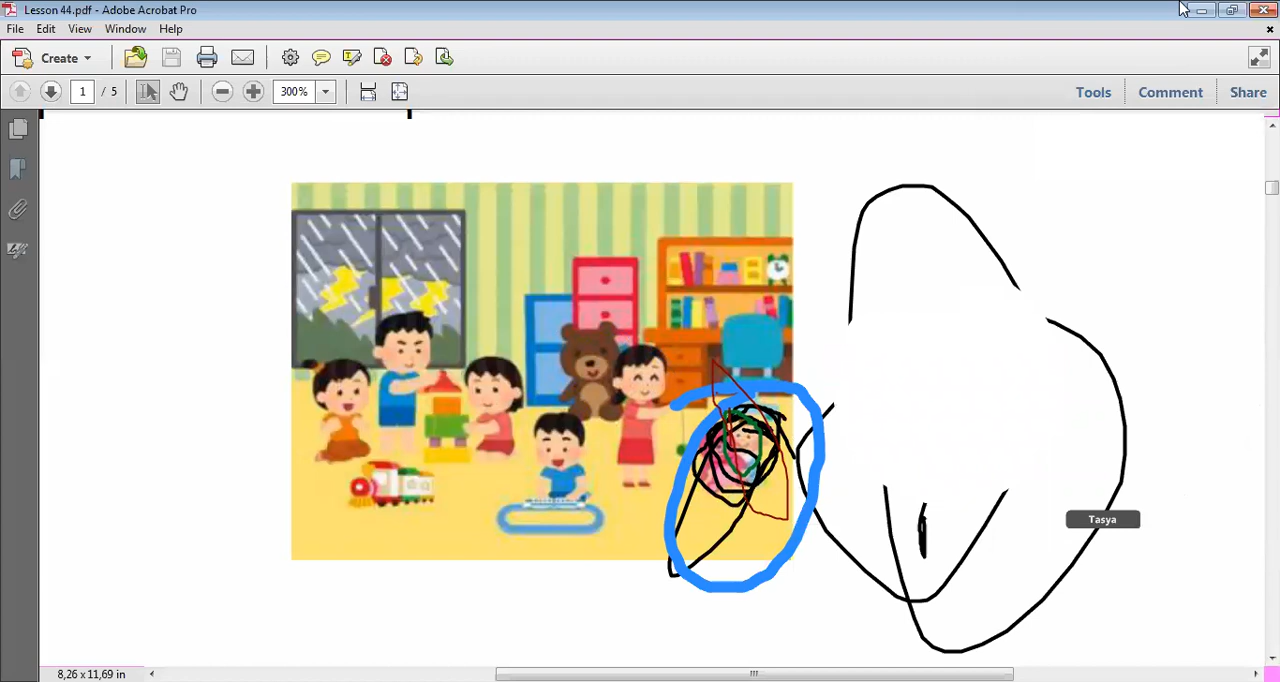 Lesson 44.pdf - Adobe Acrobat Pro
File Edit View Window Help
Create
1 / 5 300% Tools Comment Share
Tasya
8,26 x 11,69 in